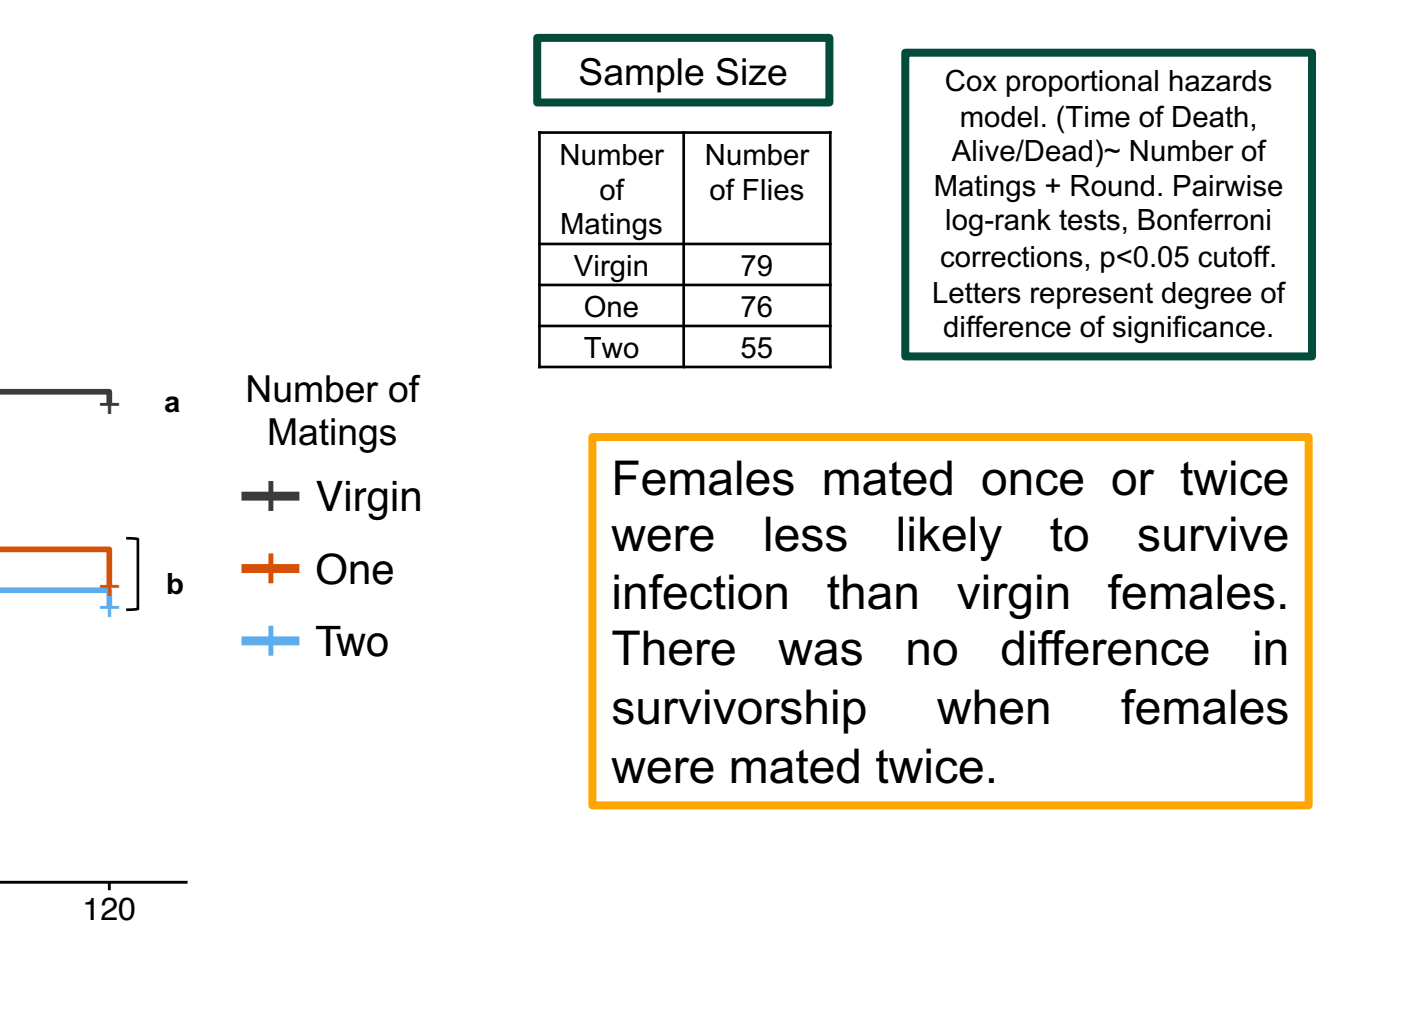 Sample Size
Number
of
Matings
Number
of Flies
Virgin
79
One
76
Two
55
Cox proportional hazards
model. (Time of Death,
Alive/Dead)~ Number of
Matings + Round. Pairwise
log-rank tests, Bonferroni
corrections, p<0.05 cutoff.
Letters represent degree of
difference of significance.
a
b
Number of
Matings
Virgin
One
Two
Females mated once or twice
were less likely to survive
infection than virgin females.
There was no difference in
survivorship when females
were mated twice.
120